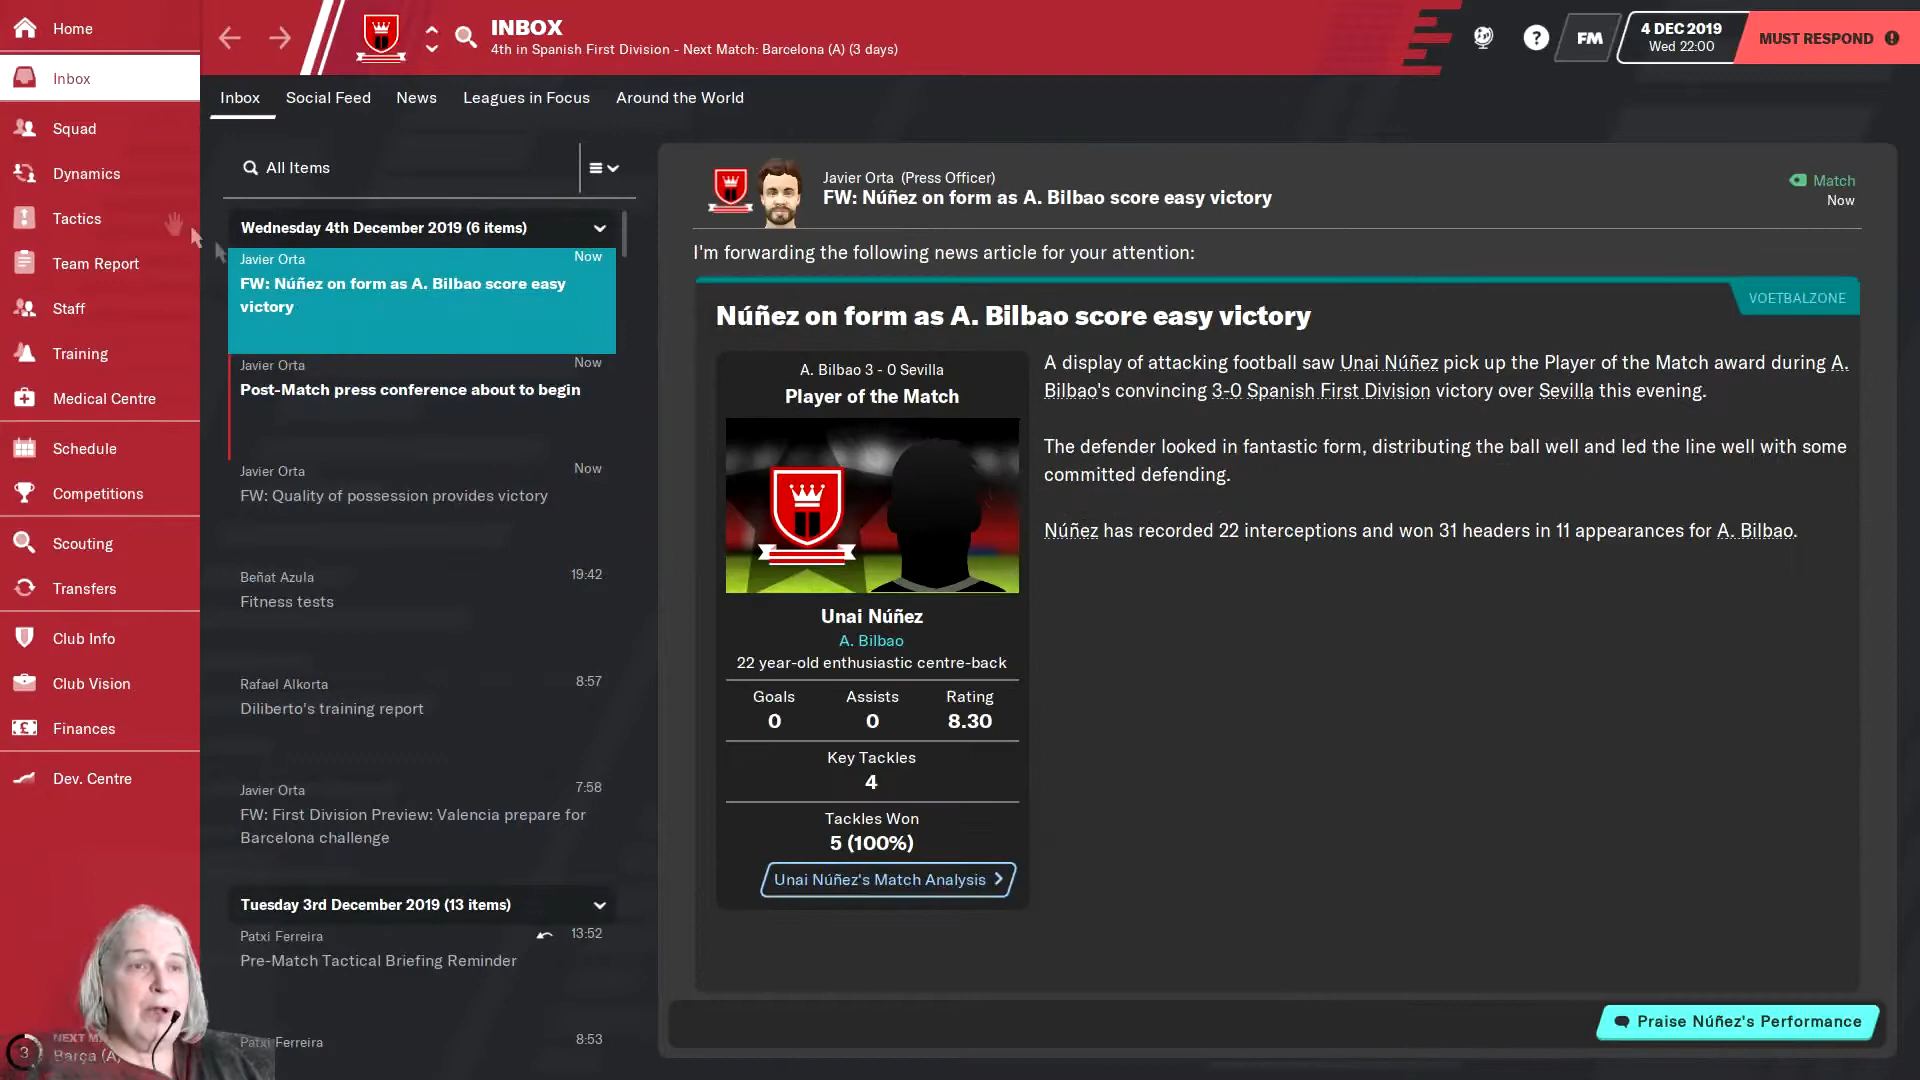 Home
Inbox
Squad
Dynamics
Tactics
Team Report
Staff
Training
Medical Centre
Schedule
Competitions
Scouting
Transfers
Club Info
Club Vision
Finances
Dev. Centre
3
Barça (A)
INBOX
4th in Spanish First Division - Next Match: Barcelona (A) (3 days)
?
FM
4 DEC 2019
Wed 22:00
MUST RESPOND
Inbox
Social Feed
News
Leagues in Focus
Around the World
All Items
Wednesday 4th December 2019 (6 items)
Javier Orta
Now
FW: Núñez on form as A. Bilbao score easy
victory
Javier Orta
Now
Post-Match press conference about to begin
Javier Orta
Now
FW: Quality of possession provides victory
Beñat Azula
19:42
Fitness tests
Rafael Alkorta
8:57
Diliberto's training report
Javier Orta
7:58
FW: First Division Preview: Valencia prepare for
Barcelona challenge
Tuesday 3rd December 2019 (13 items)
Patxi Ferreira
13:52
Pre-Match Tactical Briefing Reminder
Patxi Ferreira
8:53
Javier Orta (Press Officer)
FW: Núñez on form as A. Bilbao score easy victory
Match
Now
I'm forwarding the following news article for your attention:
VOETBALZONE
Núñez on form as A. Bilbao score easy victory
A. Bilbao 3 - 0 Sevilla
Player of the Match
Unai Núñez
A. Bilbao
22 year-old enthusiastic centre-back
Goals Assists Rating
0 0 8.30
Key Tackles
4
Tackles Won
5 (100%)
Unai Núñez's Match Analysis
A display of attacking football saw Unai Núñez pick up the Player of the Match award during A.
Bilbao's convincing 3-0 Spanish First Division victory over Sevilla this evening.
The defender looked in fantastic form, distributing the ball well and led the line well with some
committed defending.
Núñez has recorded 22 interceptions and won 31 headers in 11 appearances for A. Bilbao.
Praise Núñez's Performance